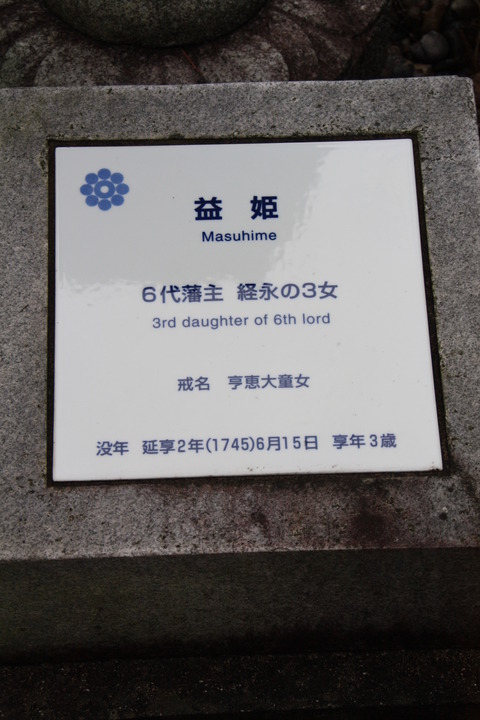 益 姫
Masuhime
6代藩主 経永の3女
3rd daughter of 6th lord
戒名 亨恵大童女
没年 延享2年(1745)6月15日 享年3歳